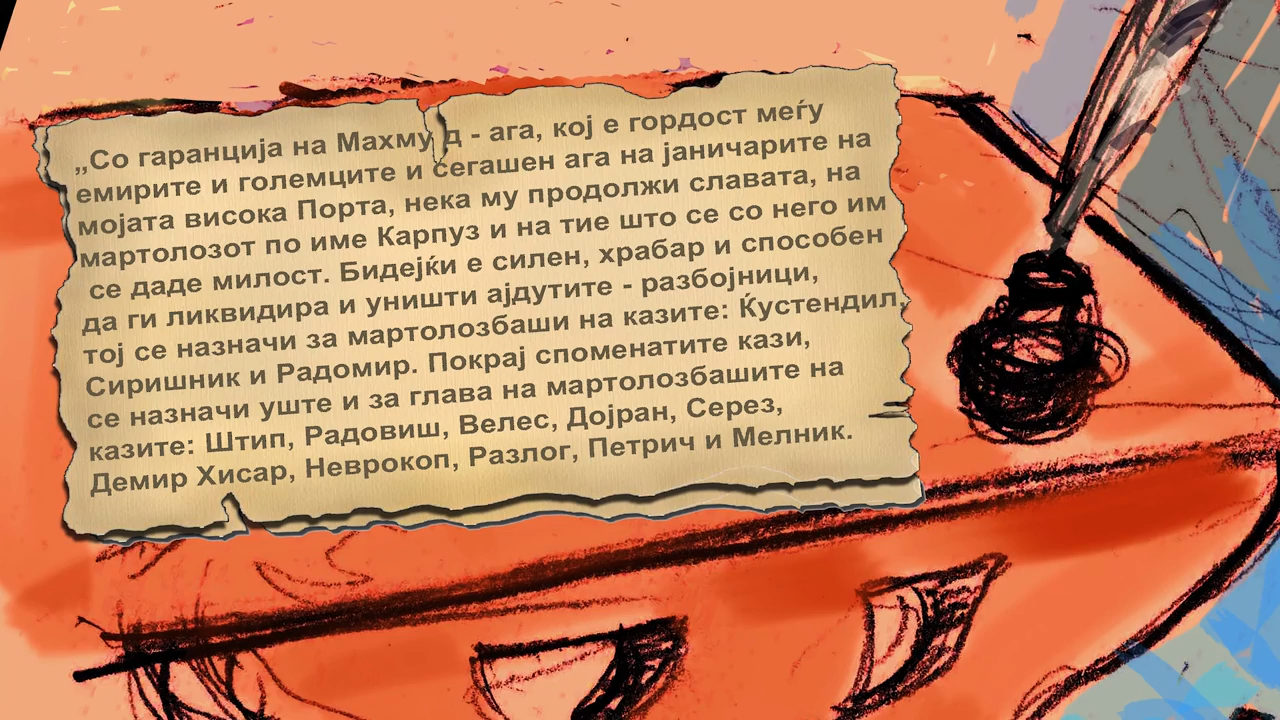 „Со гаранција на Махмуд - ага, кој е гордост меѓу
емирите и големците и сегашен ага на јаничарите на
мојата висока Порта, нека му продолжи славата, на
мартолозот по име Карпуз и на тие што се со него им
се даде милост. Бидејќи е силен, храбар и способен
да ги ликвидира и уништи ајдутите - разбојници,
тој се назначи за мартолозбаши на казите: Ќустендил,
Сиришник и Радомир. Покрај споменатите кази,
се назначи уште и за глава на мартолозбашите на
казите: Штип, Радовиш, Велес, Дојран, Серез,
Демир Хисар, Неврокоп, Разлог, Петрич и Мелник.